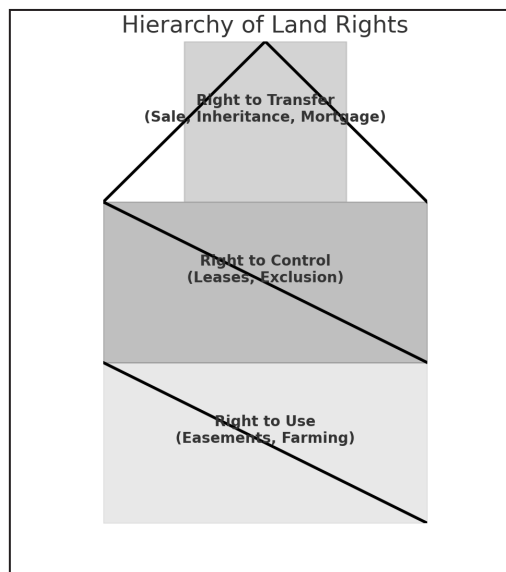 Hierarchy of Land Rights
Right to Transfer
(Sale, Inheritance, Mortgage)
Right to Control
(Leases, Exclusion)
Right to Use
(Easements, Farming)